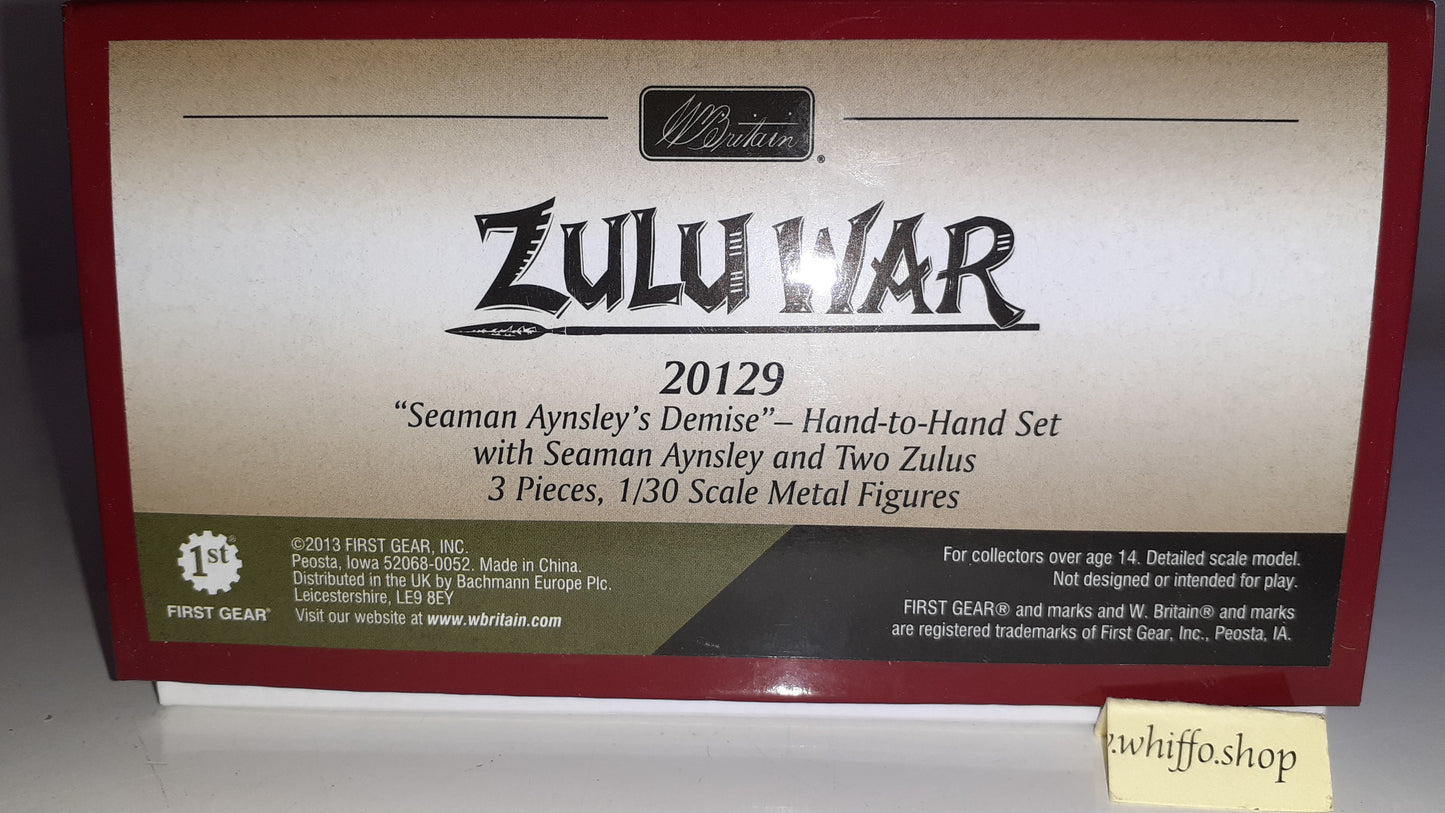 W Britain®
ZULU WAR
20129
“Seaman Aynsley’s Demise”– Hand-to-Hand Set
with Seaman Aynsley and Two Zulus
3 Pieces, 1/30 Scale Metal Figures
1st®
FIRST GEAR®
©2013 FIRST GEAR, INC.
Peosta, Iowa 52068-0052. Made in China.
Distributed in the UK by Bachmann Europe Plc.
Leicestershire, LE9 8EY
Visit our website at www.wbritain.com
For collectors over age 14. Detailed scale model.
Not designed or intended for play.
FIRST GEAR® and marks and W. Britain® and marks
are registered trademarks of First Gear, Inc., Peosta, IA.
.whiffo.shop